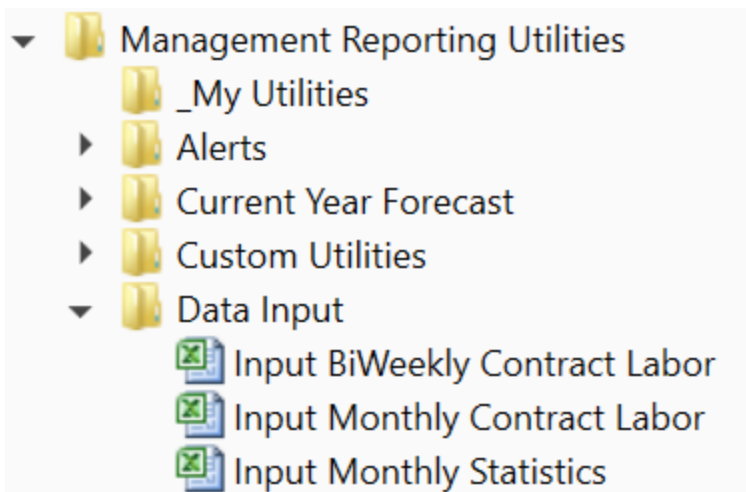 Management Reporting Utilities
_My Utilities
Alerts
Current Year Forecast
Custom Utilities
Data Input
Input BiWeekly Contract Labor
Input Monthly Contract Labor
Input Monthly Statistics